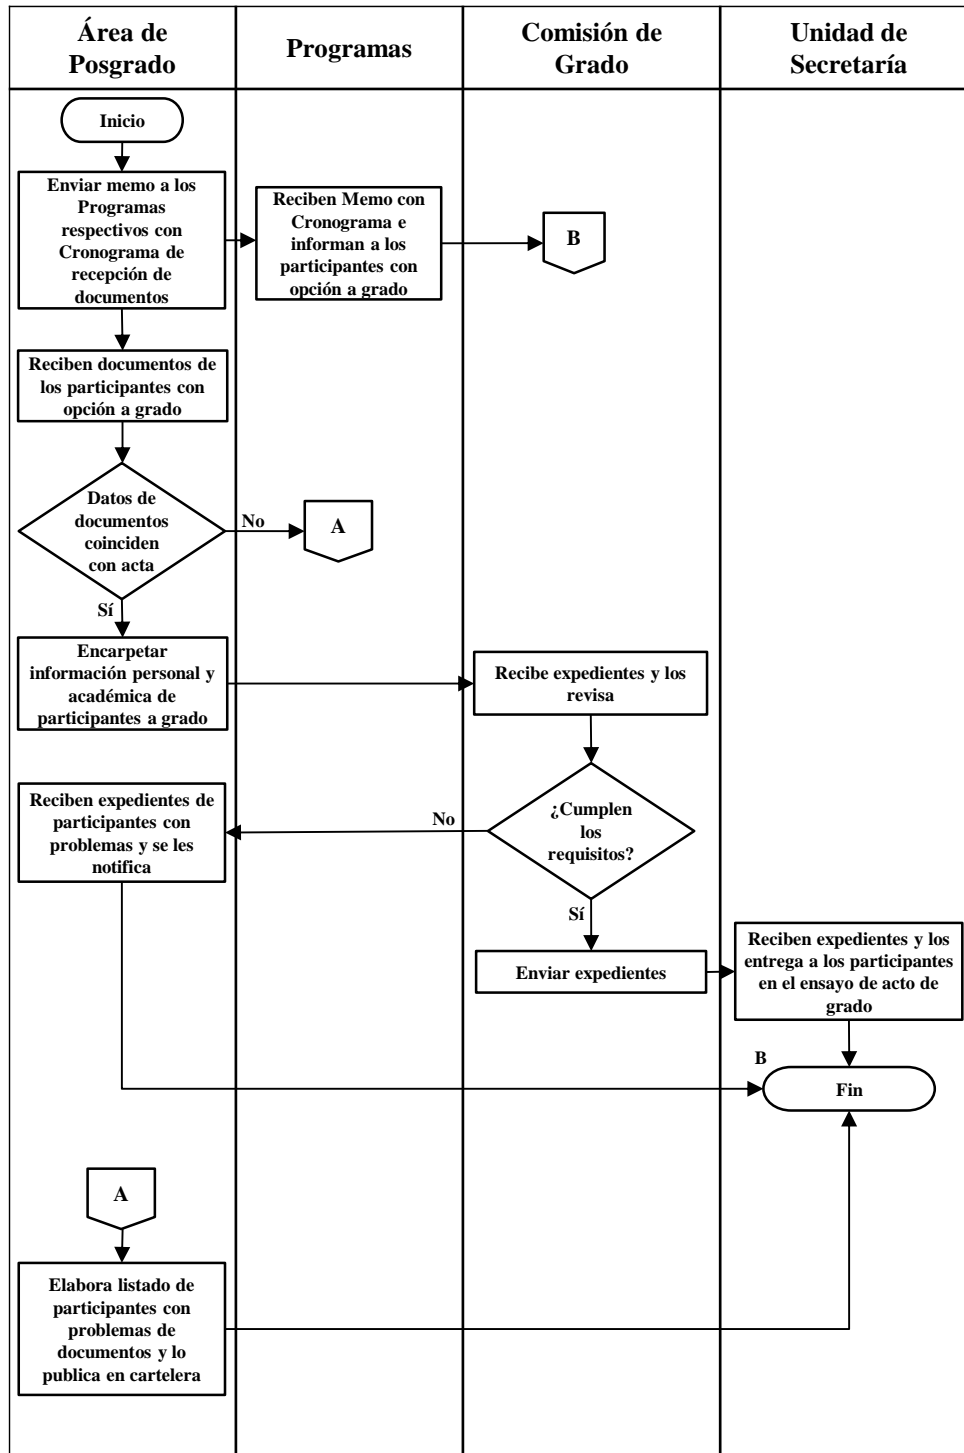 Área de
Posgrado
Programas
Comisión de
Grado
Unidad de
Secretaría
Inicio
Enviar memo a los
Programas
respectivos con
Cronograma de
recepción de
documentos
Reciben Memo con
Cronograma e
informan a los
participantes con
opción a grado
B
Reciben documentos de
los participantes con
opción a grado
Datos de
documentos
coinciden
con acta
No
A
Sí
Encarpetar
información personal y
académica de
participantes a grado
Recibe expedientes y los
revisa
¿Cumplen
los
requisitos?
No
Reciben expedientes de
participantes con
problemas y se les
notifica
Sí
Enviar expedientes
Reciben expedientes y los
entrega a los participantes
en el ensayo de acto de
grado
B
Fin
A
Elabora listado de
participantes con
problemas de
documentos y lo
publica en cartelera